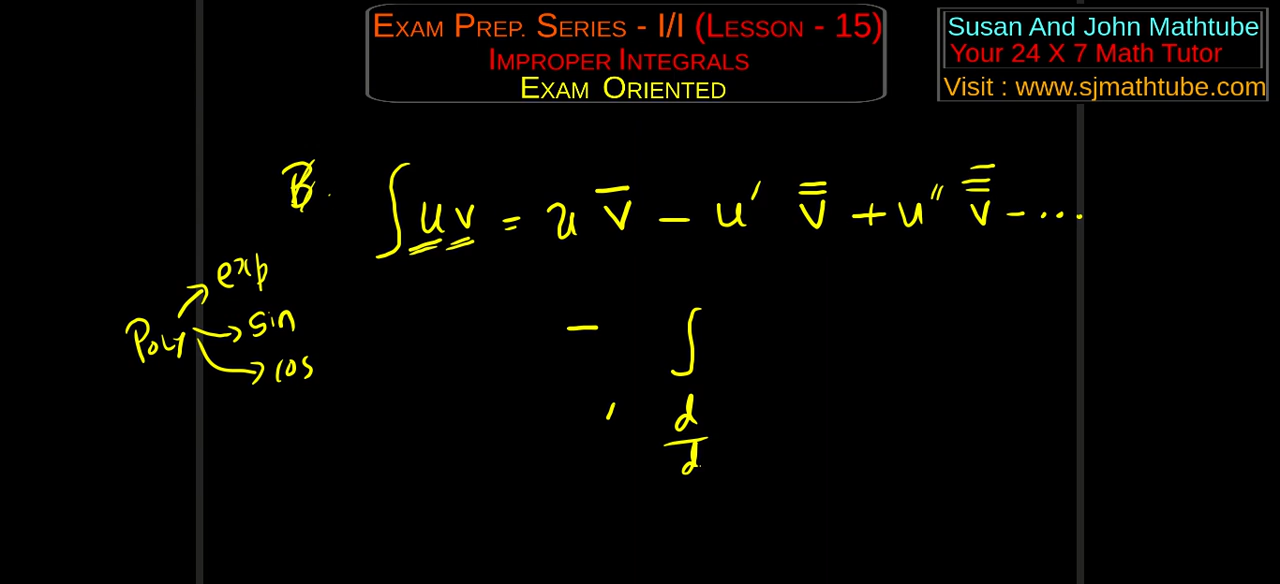 EXAM PREP. SERIES - I/I (LESSON - 15)
IMPROPER INTEGRALS
EXAM ORIENTED
Susan And John Mathtube
Your 24 X 7 Math Tutor
Visit : www.sjmathtube.com
∫ u v = u v̅ − u′ v̿ + u″ v̿̅ − ....
Poly → exp
→ sin
→ cos
− ∫
′ d/d